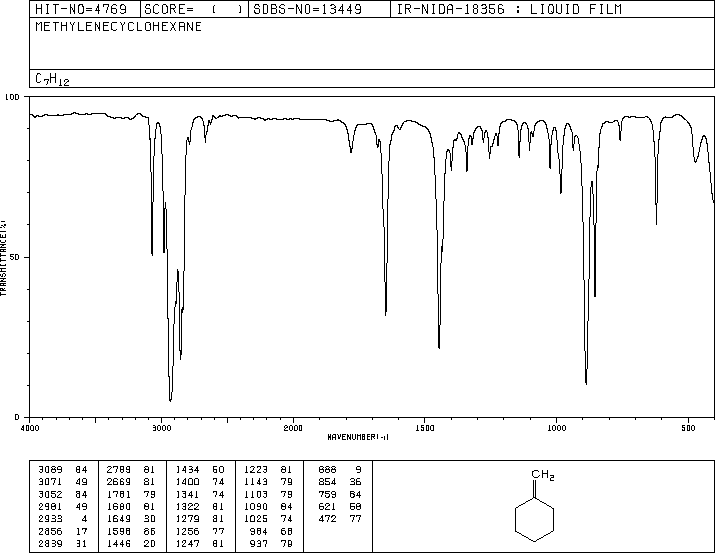 HIT-NO=4769 SCORE= ( ) SDBS-NO=13449 IR-NIDA-18356 : LIQUID FILM
METHYLENECYCLOHEXANE
C7H12
100
50
0
TRANSMITTANCE(%)
4000 3000 2000 1500 1000 500
WAVENUMBER(-1)
3089 84 2789 81 1434 60 1223 81 888 9
3071 49 2669 81 1400 74 1143 79 854 36
3052 84 1781 79 1341 74 1103 79 759 84
2981 49 1680 81 1322 81 1090 84 621 58
2933 4 1649 30 1279 81 1025 74 472 77
2856 17 1598 86 1256 77 984 68
2839 31 1446 20 1247 81 937 79
CH2